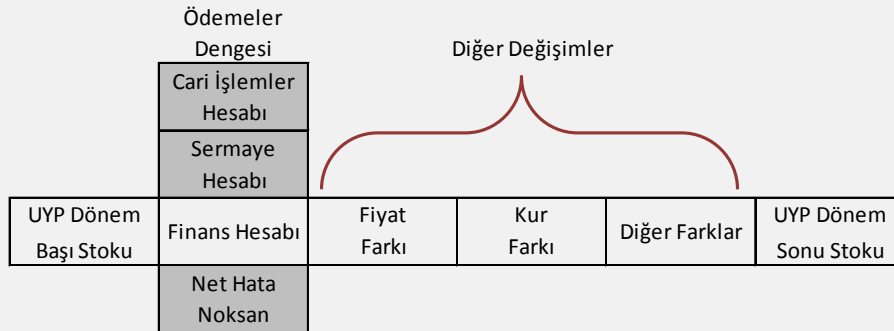 Ödemeler
Dengesi
Diğer Değişimler
Cari İşlemler
Hesabı
Sermaye
Hesabı
UYP Dönem
Başı Stoku
Finans Hesabı
Fiyat
Farkı
Kur
Farkı
Diğer Farklar
UYP Dönem
Sonu Stoku
Net Hata
Noksan